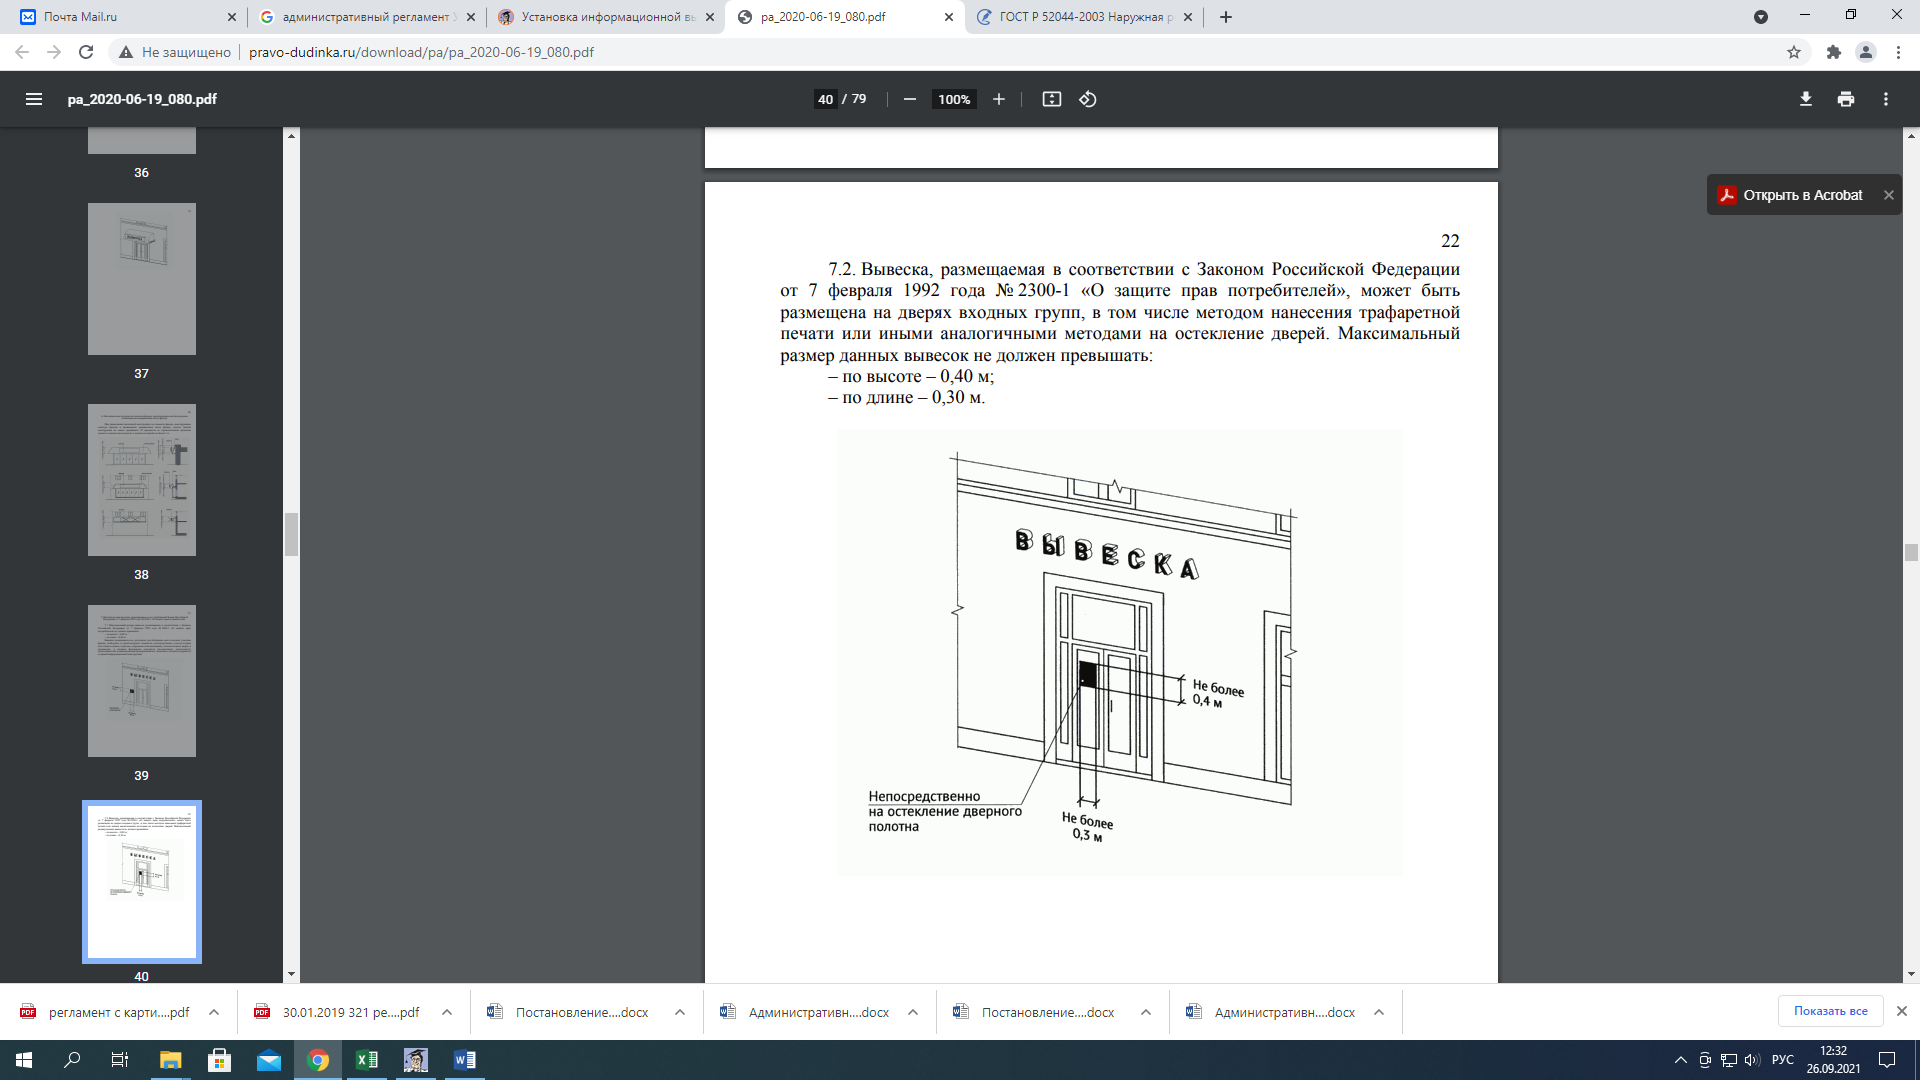 Почта Mail.ru
административный регламент
Установка информационной вы
pa_2020-06-19_080.pdf
ГОСТ Р 52044-2003 Наружная р
Не защищено
pravo-dudinka.ru/download/pa/pa_2020-06-19_080.pdf
pa_2020-06-19_080.pdf
40 / 79
100%
Открыть в Acrobat
36
37
38
39
40
22
7.2. Вывеска, размещаемая в соответствии с Законом Российской Федерации
от 7 февраля 1992 года № 2300-1 «О защите прав потребителей», может быть
размещена на дверях входных групп, в том числе методом нанесения трафаретной
печати или иными аналогичными методами на остекление дверей. Максимальный
размер данных вывесок не должен превышать:
– по высоте – 0,40 м;
– по длине – 0,30 м.
ВЫВЕСКА
Не более
0,4 м
Непосредственно
на остекление дверного
полотна
Не более
0,3 м
регламент с карти....pdf
30.01.2019 321 ре....pdf
Постановление....docx
Административн....docx
Постановление....docx
Административн....docx
Показать все
РУС
12:32
26.09.2021